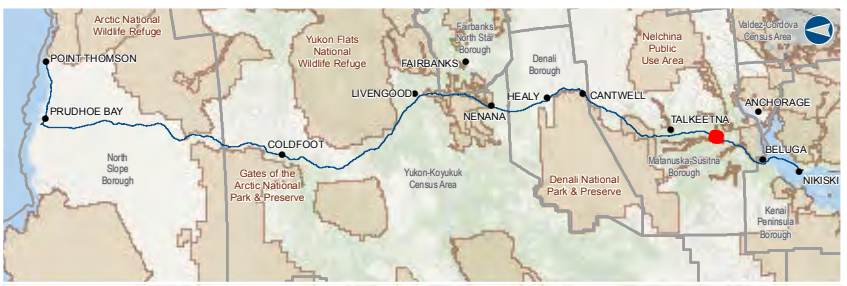 Arctic National
Wildlife Refuge
POINT THOMSON
PRUDHOE BAY
North
Slope
Borough
COLDFOOT
Gates of the
Arctic National
Park & Preserve
Yukon Flats
National
Wildlife Refuge
LIVENGOOD
FAIRBANKS
Fairbanks
North Star
Borough
Yukon-Koyukuk
Census Area
NENANA
Denali
Borough
HEALY
CANTWELL
Denali National
Park & Preserve
Nelchina
Public
Use Area
TALKEETNA
Matanuska-Susitna
Borough
Valdez-Cordova
Census Area
ANCHORAGE
BELUGA
NIKISKI
Kenai
Peninsula
Borough